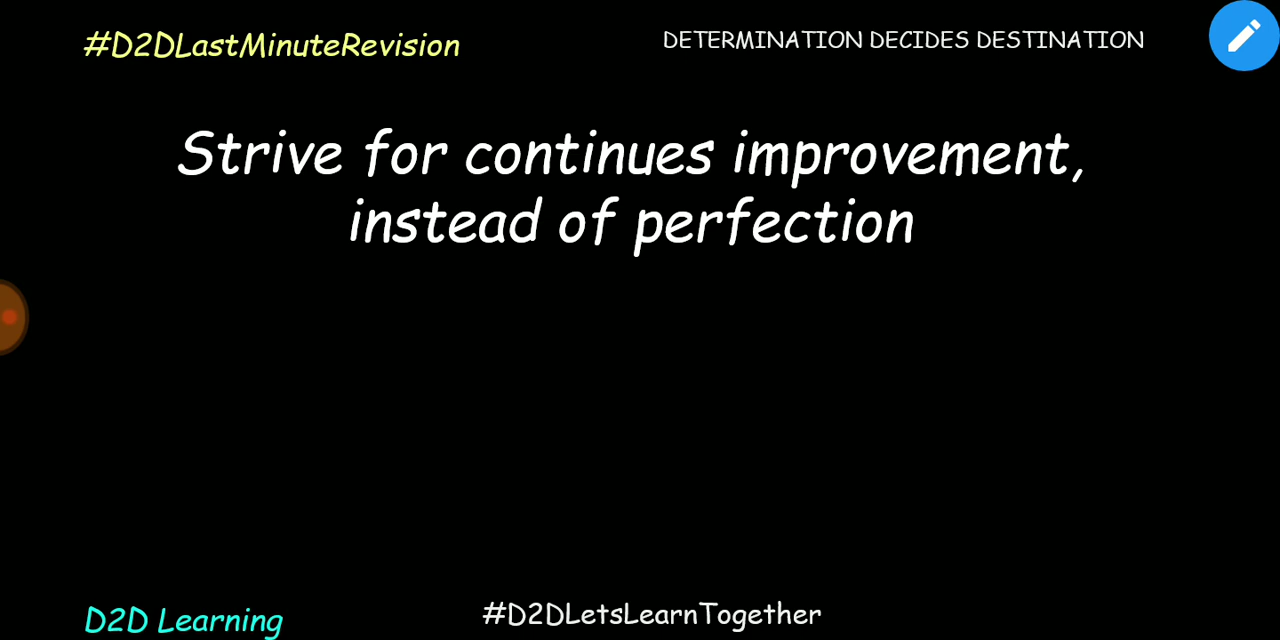 #D2DLastMinuteRevision
DETERMINATION DECIDES DESTINATION
Strive for continues improvement,
instead of perfection
D2D Learning
#D2DLetsLearnTogether